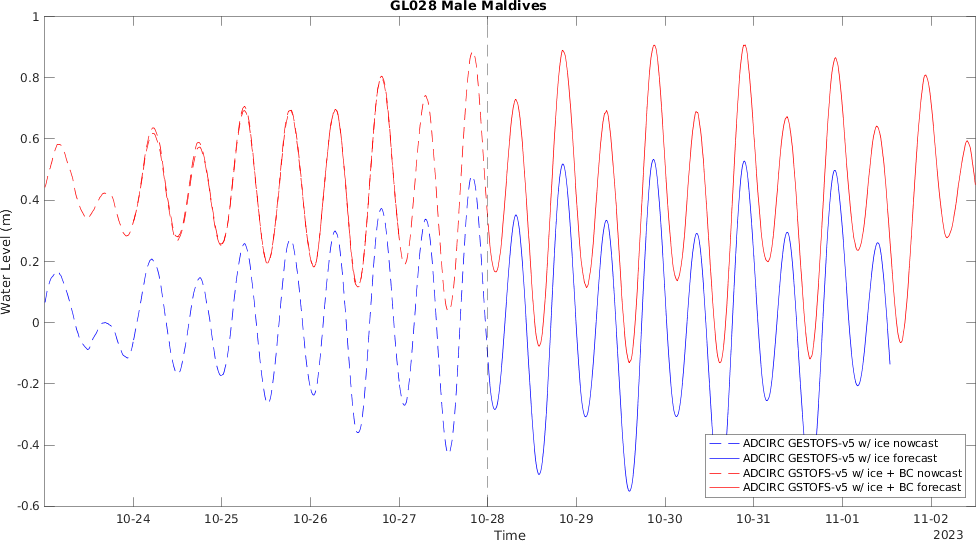 GL028 Male Maldives
Water Level (m)
1
0.8
0.6
0.4
0.2
0
-0.2
-0.4
-0.6
ADCIRC GESTOFS-v5 w/ ice nowcast
ADCIRC GESTOFS-v5 w/ ice forecast
ADCIRC GSTOFS-v5 w/ ice + BC nowcast
ADCIRC GSTOFS-v5 w/ ice + BC forecast
10-24 10-25 10-26 10-27 10-28 10-29 10-30 10-31 11-01 11-02
Time
2023